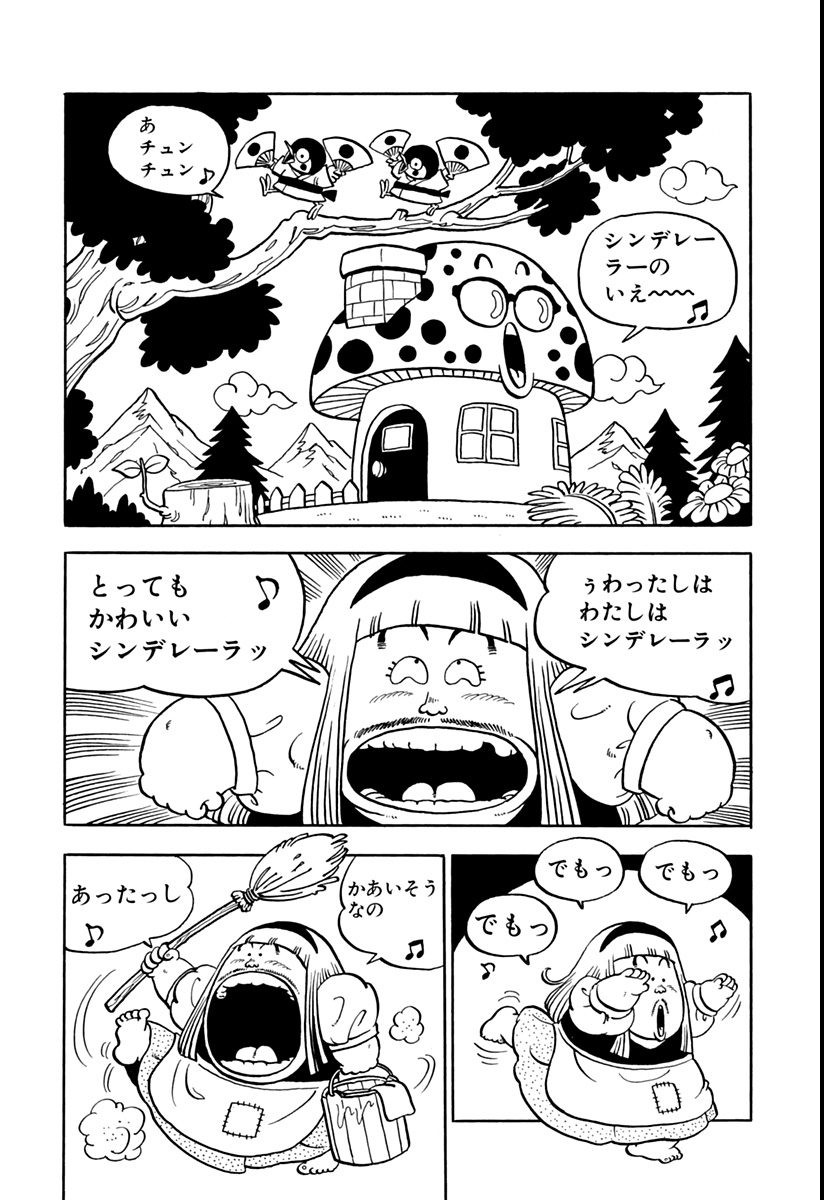 シンデレー
ラーの
いえ〜〜
あ
チュン
チュン
ぅわったしは
わたしは
シンデレーラッ
とっても
かわいい
シンデレーラッ
でもっ
でもっ
でもっ
かあいそう
なの
あったっし